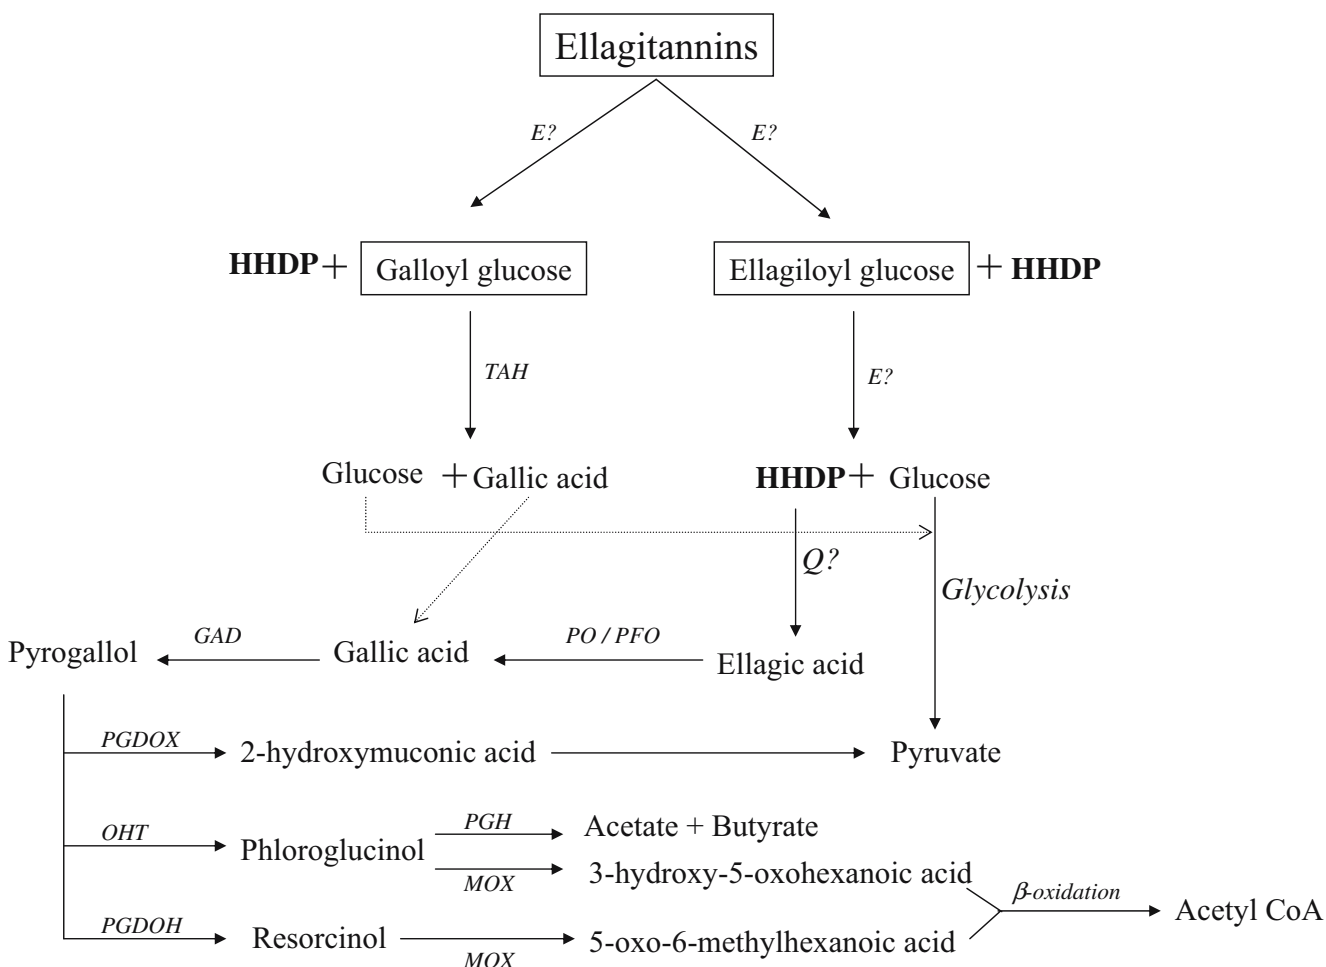 Ellagitannins
E? E?
HHDP + Galloyl glucose Ellagiloyl glucose + HHDP
TAH E?
Glucose + Gallic acid HHDP + Glucose
Q?
Glycolysis
GAD PO / PFO
Pyrogallol Gallic acid Ellagic acid
PGDOX
2-hydroxymuconic acid Pyruvate
OHT PGH Acetate + Butyrate
Phloroglucinol
MOX 3-hydroxy-5-oxohexanoic acid
β-oxidation
Acetyl CoA
PGDOH
Resorcinol 5-oxo-6-methylhexanoic acid
MOX